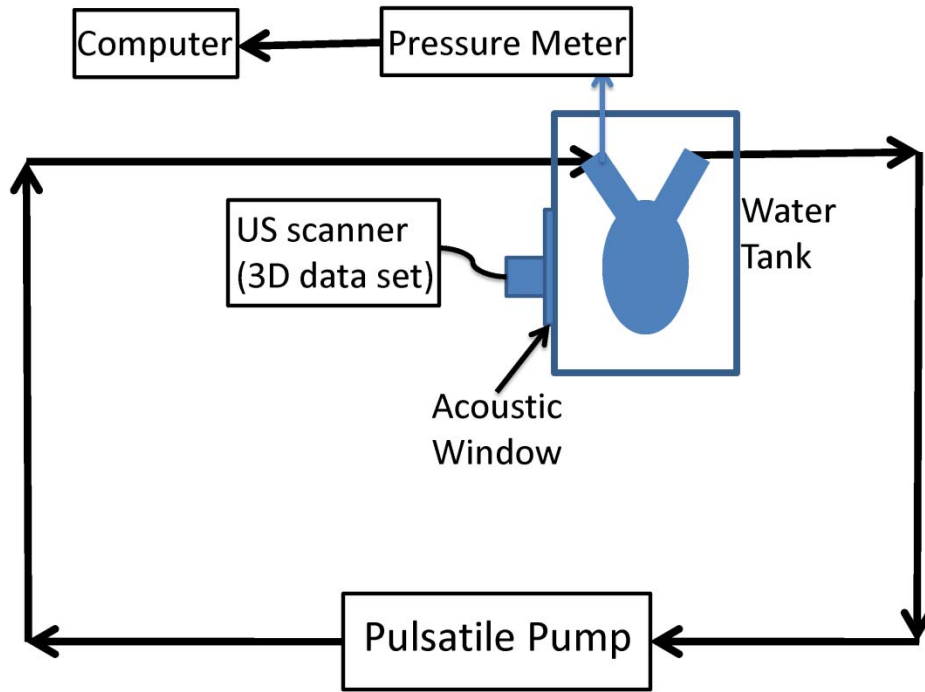 Computer
Pressure Meter
US scanner
(3D data set)
Water
Tank
Acoustic
Window
Pulsatile Pump